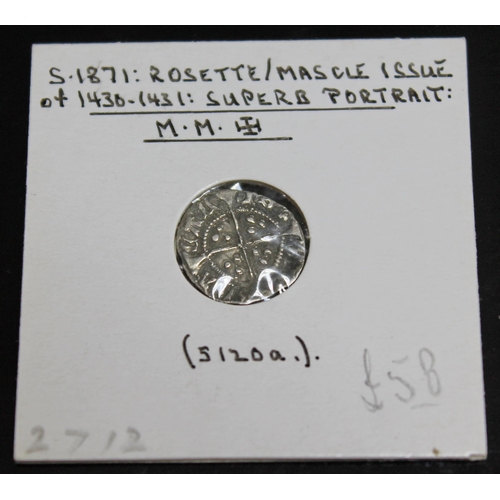 S.1871: ROSETTE/MASCLE ISSUE
of 1430-1431: SUPERB PORTRAIT:
M.M. 
(5120a.).
£58
2712